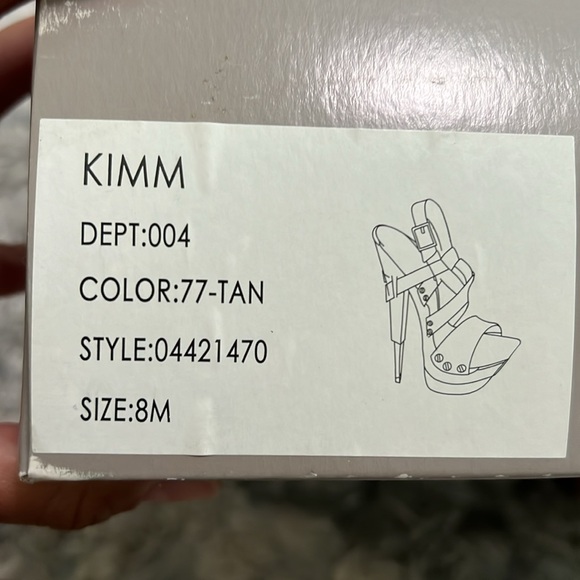 KIMM
DEPT:004
COLOR:77-TAN
STYLE:04421470
SIZE:8M